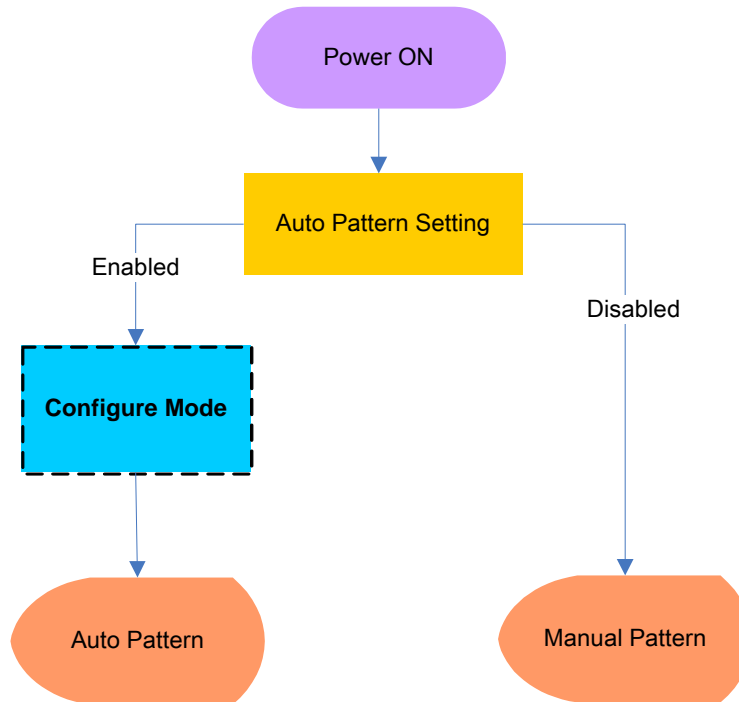 Power ON
Auto Pattern Setting
Enabled
Disabled
Configure Mode
Auto Pattern
Manual Pattern